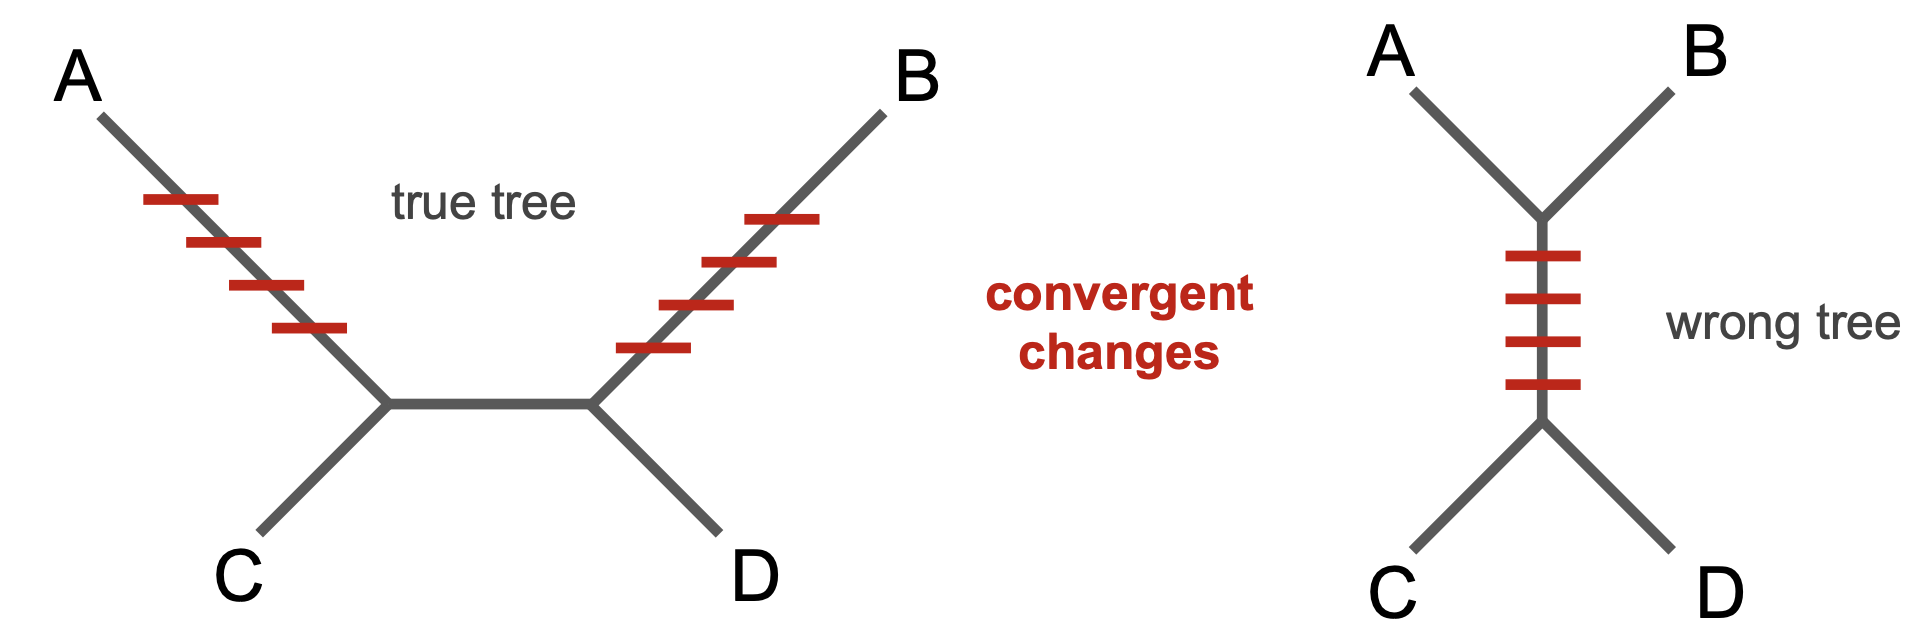 A
B
true tree
C
D
convergent
changes
A
B
wrong tree
C
D